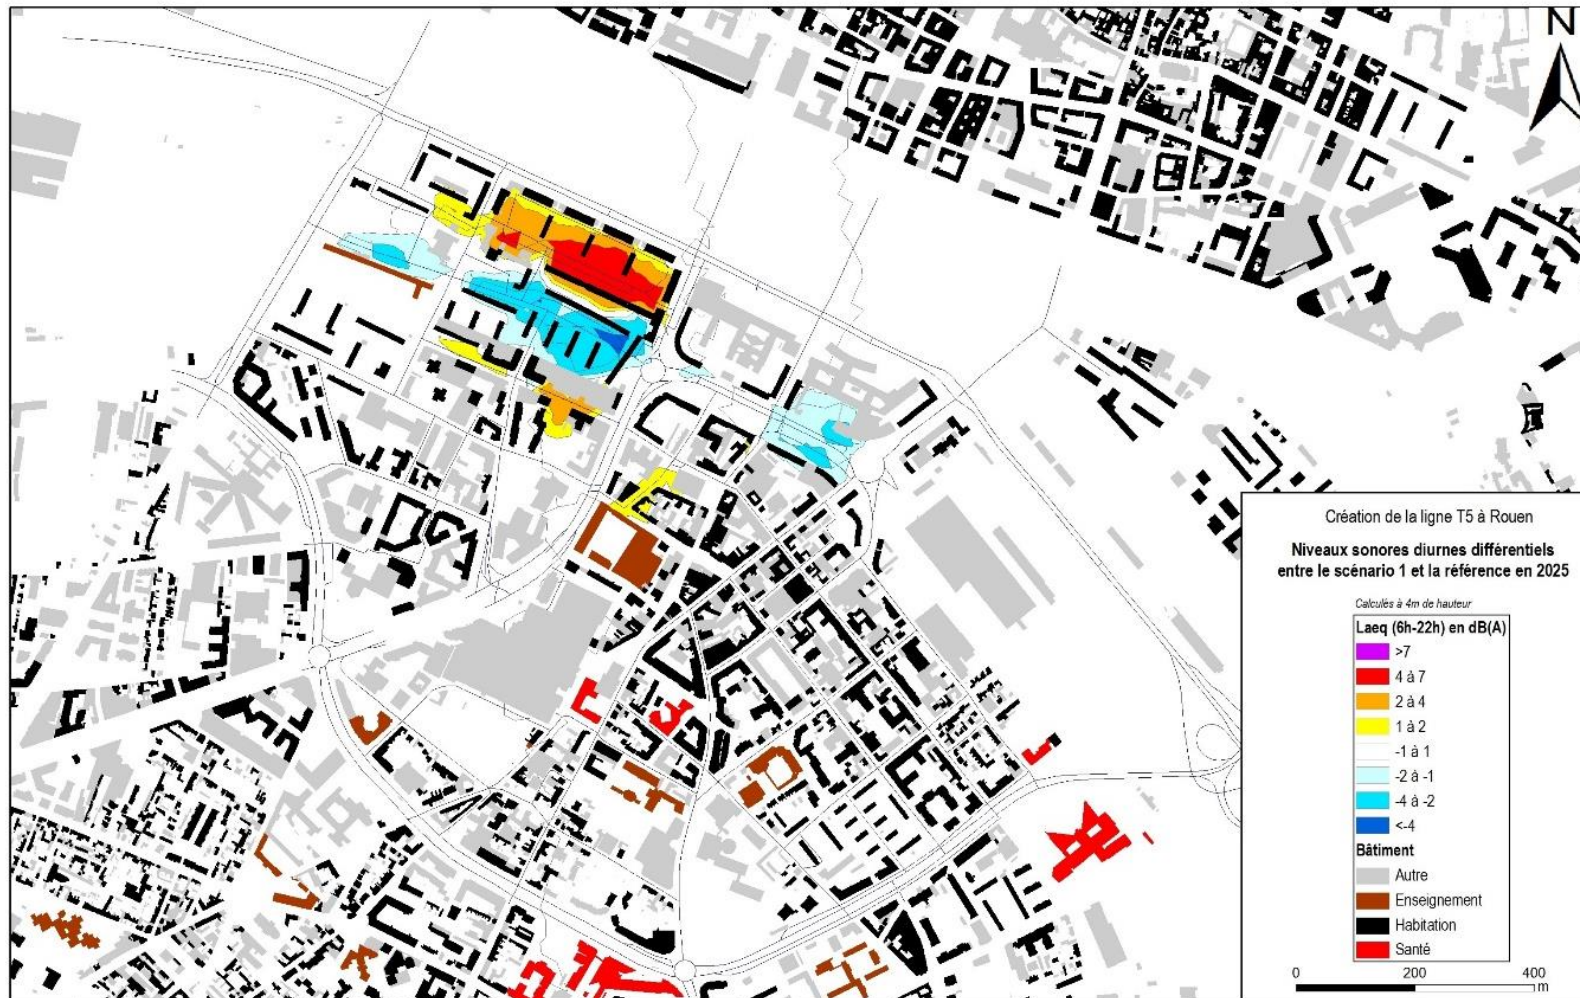 N
Création de la ligne T5 à Rouen
Niveaux sonores diurnes différentiels
entre le scénario 1 et la référence en 2025
Calculés à 4m de hauteur
Laeq (6h-22h) en dB(A)
>7
4 à 7
2 à 4
1 à 2
-1 à 1
-2 à -1
-4 à -2
<-4
Bâtiment
Autre
Enseignement
Habitation
Santé
0 200 400
m